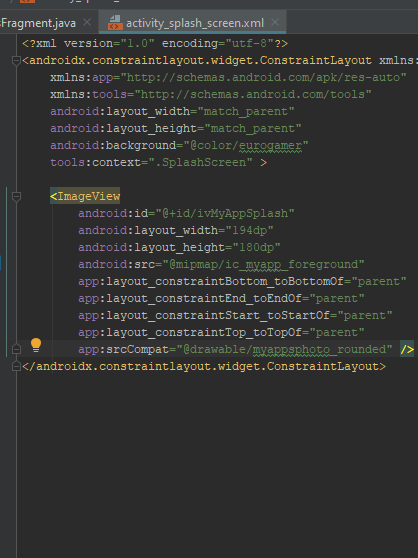 sFragment.java × activity_splash_screen.xml ×
<?xml version="1.0" encoding="utf-8"?>
<androidx.constraintlayout.widget.ConstraintLayout xmlns:
xmlns:app="http://schemas.android.com/apk/res-auto"
xmlns:tools="http://schemas.android.com/tools"
android:layout_width="match_parent"
android:layout_height="match_parent"
android:background="@color/eurogamer"
tools:context=".SplashScreen" >
<ImageView
android:id="@+id/ivMyAppSplash"
android:layout_width="194dp"
android:layout_height="180dp"
android:src="@mipmap/ic_myapp_foreground"
app:layout_constraintBottom_toBottomOf="parent"
app:layout_constraintEnd_toEndOf="parent"
app:layout_constraintStart_toStartOf="parent"
app:layout_constraintTop_toTopOf="parent"
app:srcCompat="@drawable/myappsphoto_rounded" />
</androidx.constraintlayout.widget.ConstraintLayout>